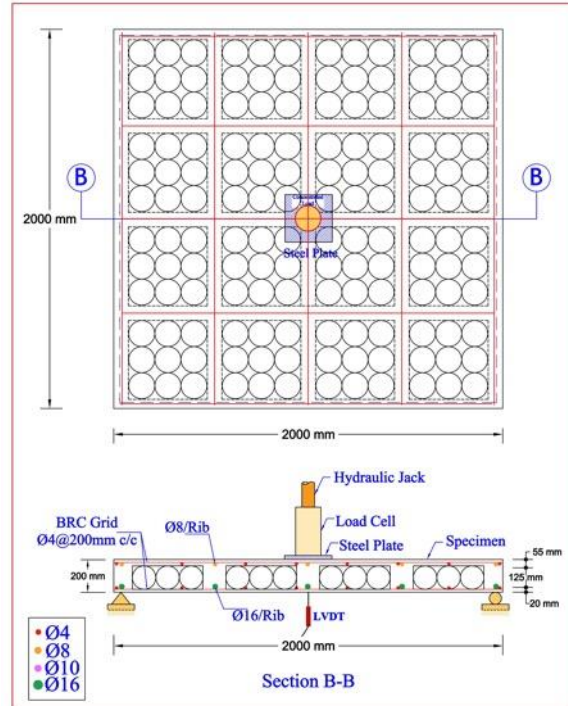 B
B
2000 mm
Steel Plate
2000 mm
Hydraulic Jack
Load Cell
Steel Plate
Specimen
BRC Grid
Ø4@200mm c/c
Ø8/Rib
200 mm
55 mm
125 mm
20 mm
Ø16/Rib
LVDT
2000 mm
Ø4
Ø8
Ø10
Ø16
Section B-B